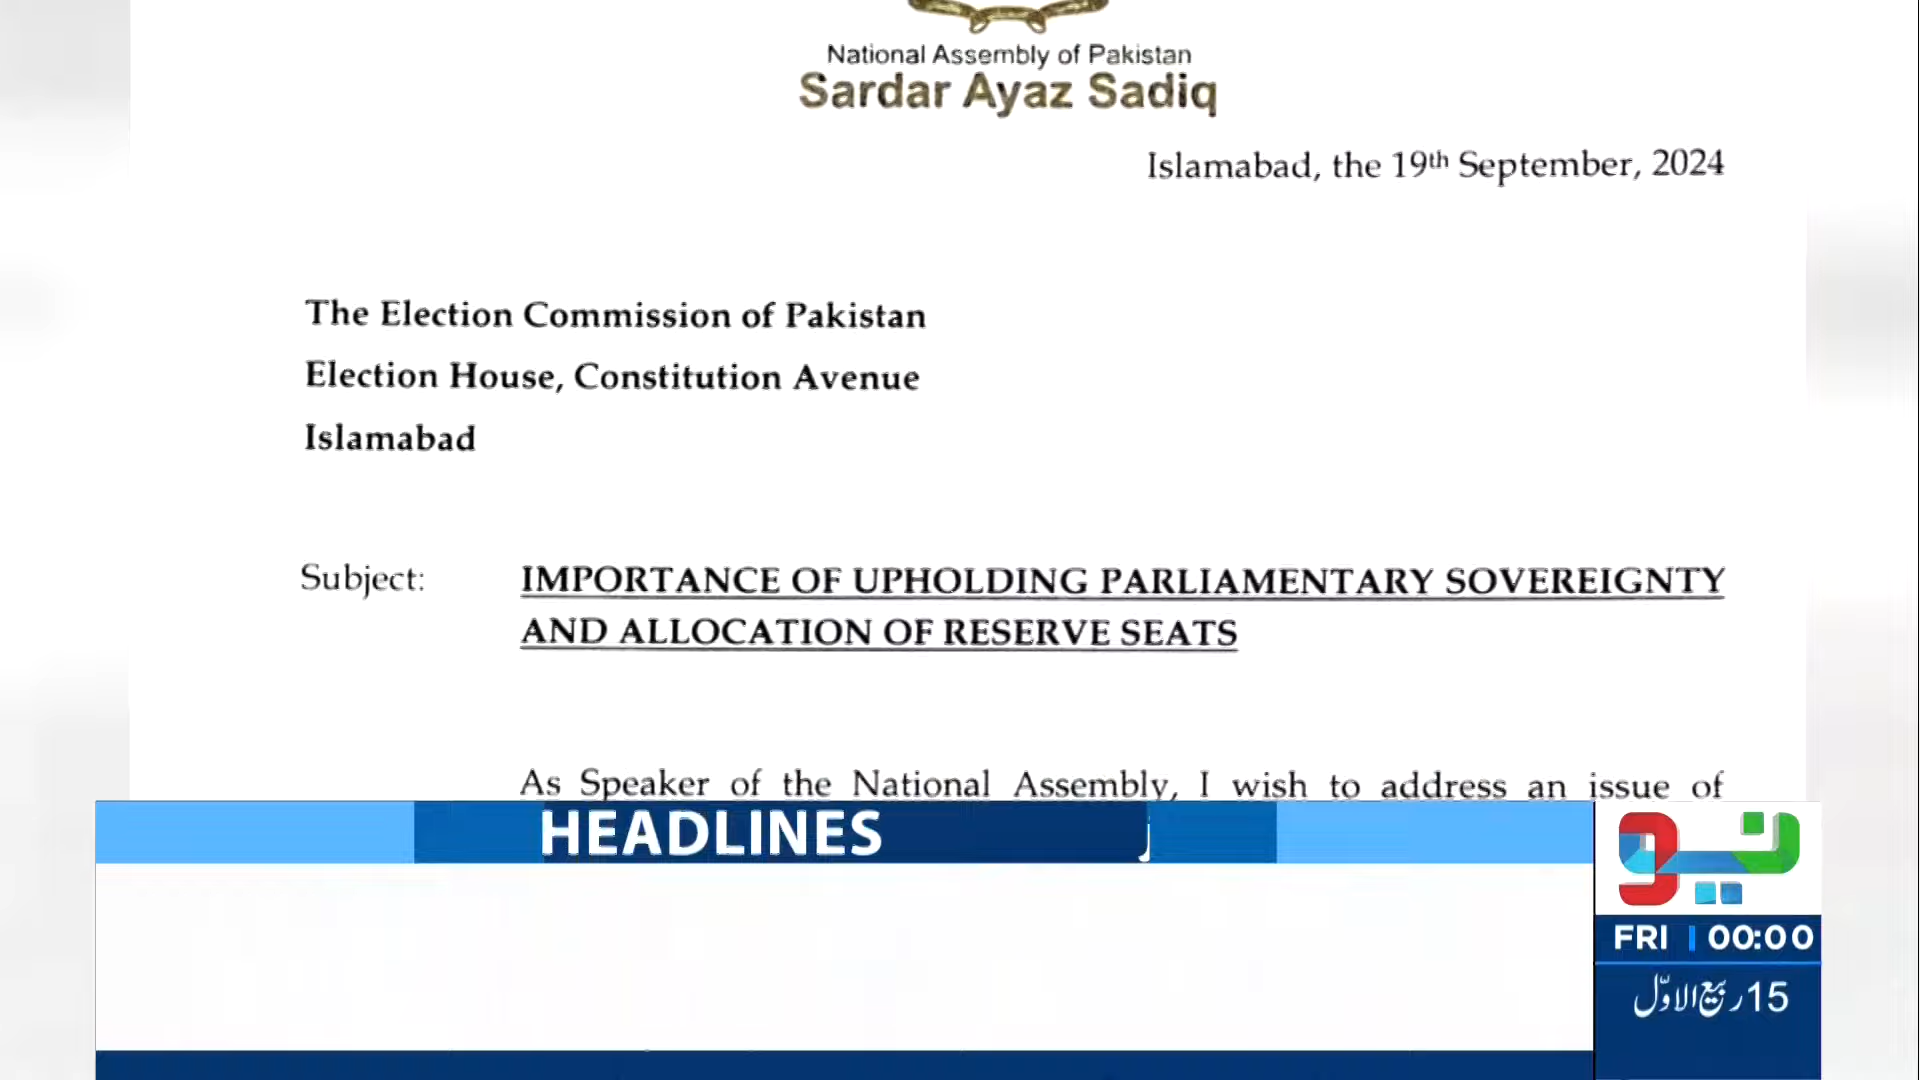 National Assembly of Pakistan
Sardar Ayaz Sadiq
Islamabad, the 19th September, 2024
The Election Commission of Pakistan
Election House, Constitution Avenue
Islamabad
Subject: IMPORTANCE OF UPHOLDING PARLIAMENTARY SOVEREIGNTY
AND ALLOCATION OF RESERVE SEATS
As Speaker of the National Assembly, I wish to address an issue of
HEADLINES
نیو
FRI 00:00
15 ربیع الاوّل